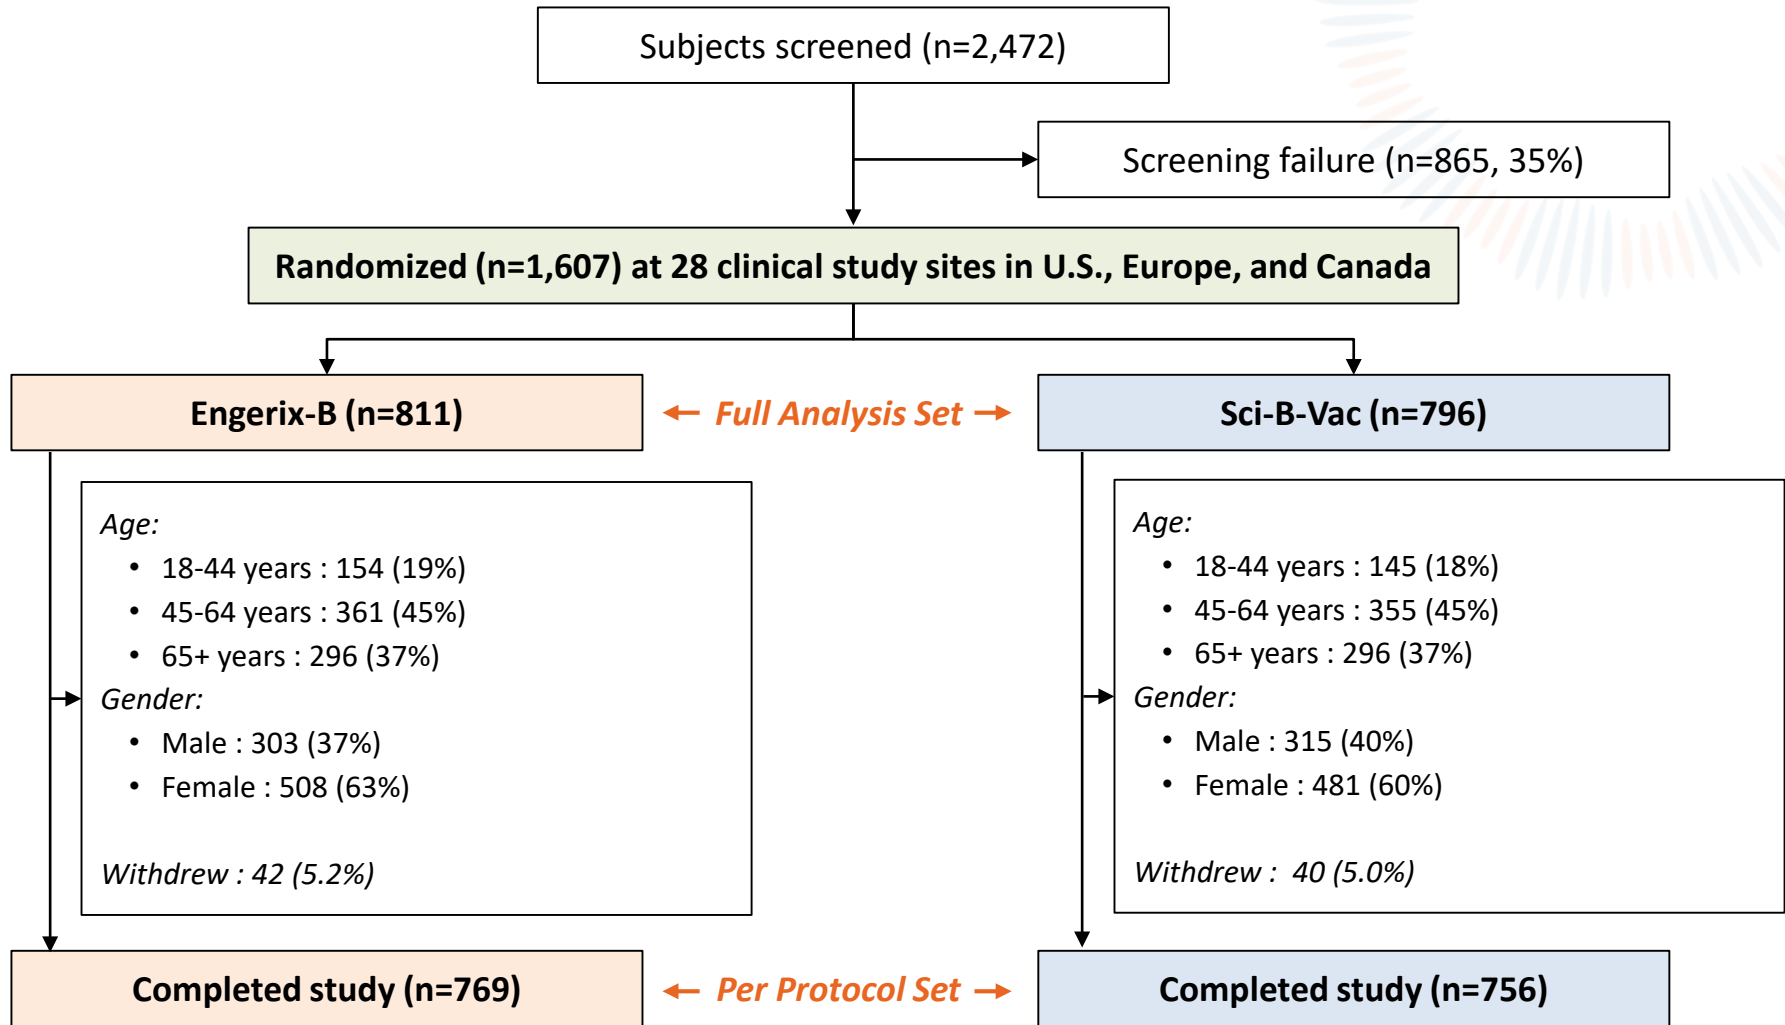 Subjects screened (n=2,472)
Screening failure (n=865, 35%)
Randomized (n=1,607) at 28 clinical study sites in U.S., Europe, and Canada
Engerix-B (n=811)
Full Analysis Set
Sci-B-Vac (n=796)
Age:
• 18-44 years : 154 (19%)
• 45-64 years : 361 (45%)
• 65+ years : 296 (37%)
Gender:
• Male : 303 (37%)
• Female : 508 (63%)
Withdrew : 42 (5.2%)
Age:
• 18-44 years : 145 (18%)
• 45-64 years : 355 (45%)
• 65+ years : 296 (37%)
Gender:
• Male : 315 (40%)
• Female : 481 (60%)
Withdrew :  40 (5.0%)
Completed study (n=769)
Per Protocol Set
Completed study (n=756)